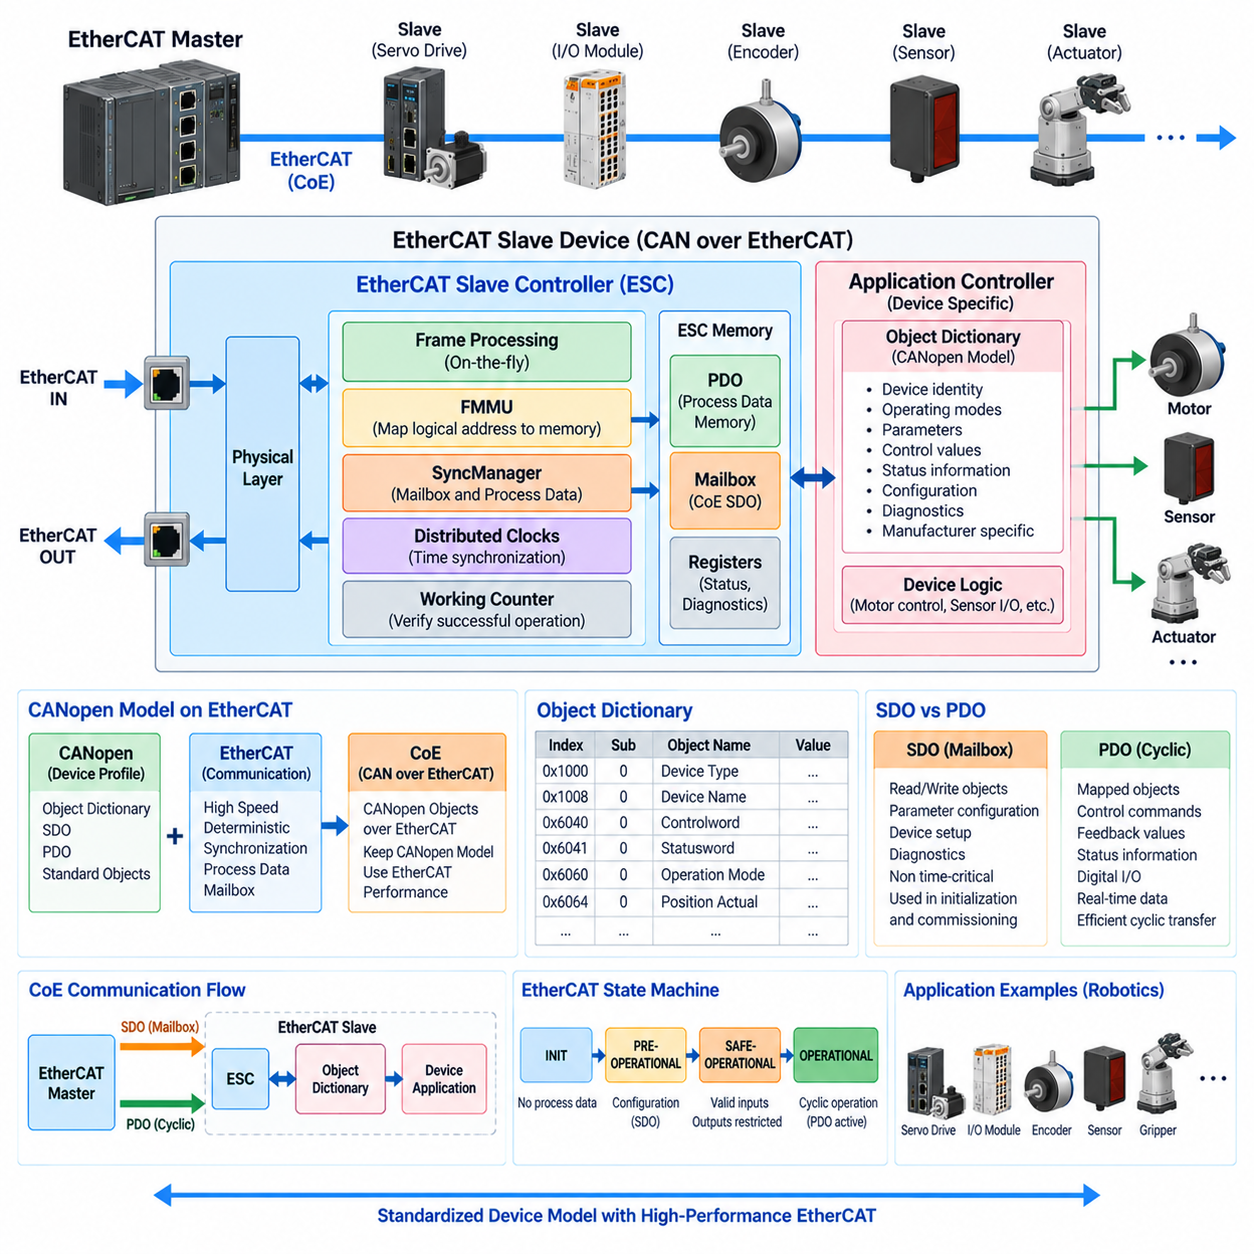 EtherCAT Master
Slave
(Servo Drive)
Slave
(I/O Module)
Slave
(Encoder)
Slave
(Sensor)
Slave
(Actuator)
EtherCAT
(CoE)
...
EtherCAT Slave Device (CAN over EtherCAT)
EtherCAT Slave Controller (ESC)
EtherCAT
IN
EtherCAT
OUT
Physical
Layer
Frame Processing
(On-the-fly)
FMMU
(Map logical address to memory)
SyncManager
(Mailbox and Process Data)
Distributed Clocks
(Time synchronization)
Working Counter
(Verify successful operation)
ESC Memory
PDO
(Process Data
Memory)
Mailbox
(CoE SDO)
Registers
(Status,
Diagnostics)
Application Controller
(Device Specific)
Object Dictionary
(CANopen Model)
• Device identity
• Operating modes
• Parameters
• Control values
• Status information
• Configuration
• Diagnostics
• Manufacturer specific
Device Logic
(Motor control, Sensor I/O, etc.)
Motor
Sensor
Actuator
...
CANopen Model on EtherCAT
CANopen
(Device Profile)
Object Dictionary
SDO
PDO
Standard Objects
+
EtherCAT
(Communication)
High Speed
Deterministic
Synchronization
Process Data
Mailbox
CoE
(CAN over EtherCAT)
CANopen Objects
over EtherCAT
Keep CANopen Model
Use EtherCAT
Performance
Object Dictionary
Index Sub Object Name Value
0x1000 0 Device Type ...
0x1008 0 Device Name ...
0x6040 0 Controlword ...
0x6041 0 Statusword ...
0x6060 0 Operation Mode ...
0x6064 0 Position Actual ...
... ... ... ...
SDO vs PDO
SDO (Mailbox)
Read/Write objects
Parameter configuration
Device setup
Diagnostics
Non time-critical
Used in initialization
and commissioning
PDO (Cyclic)
Mapped objects
Control commands
Feedback values
Status information
Digital I/O
Real-time data
Efficient cyclic transfer
CoE Communication Flow
EtherCAT
Master
SDO (Mailbox)
PDO (Cyclic)
EtherCAT Slave
ESC
Object
Dictionary
Device
Application
EtherCAT State Machine
INIT
No process data
PRE-
OPERATIONAL
Configuration
(SDO)
SAFE-
OPERATIONAL
Valid inputs
Outputs restricted
OPERATIONAL
Cyclic operation
(PDO active)
Application Examples (Robotics)
Servo Drive
I/O Module
Encoder
Sensor
Gripper
...
Standardized Device Model with High-Performance EtherCAT